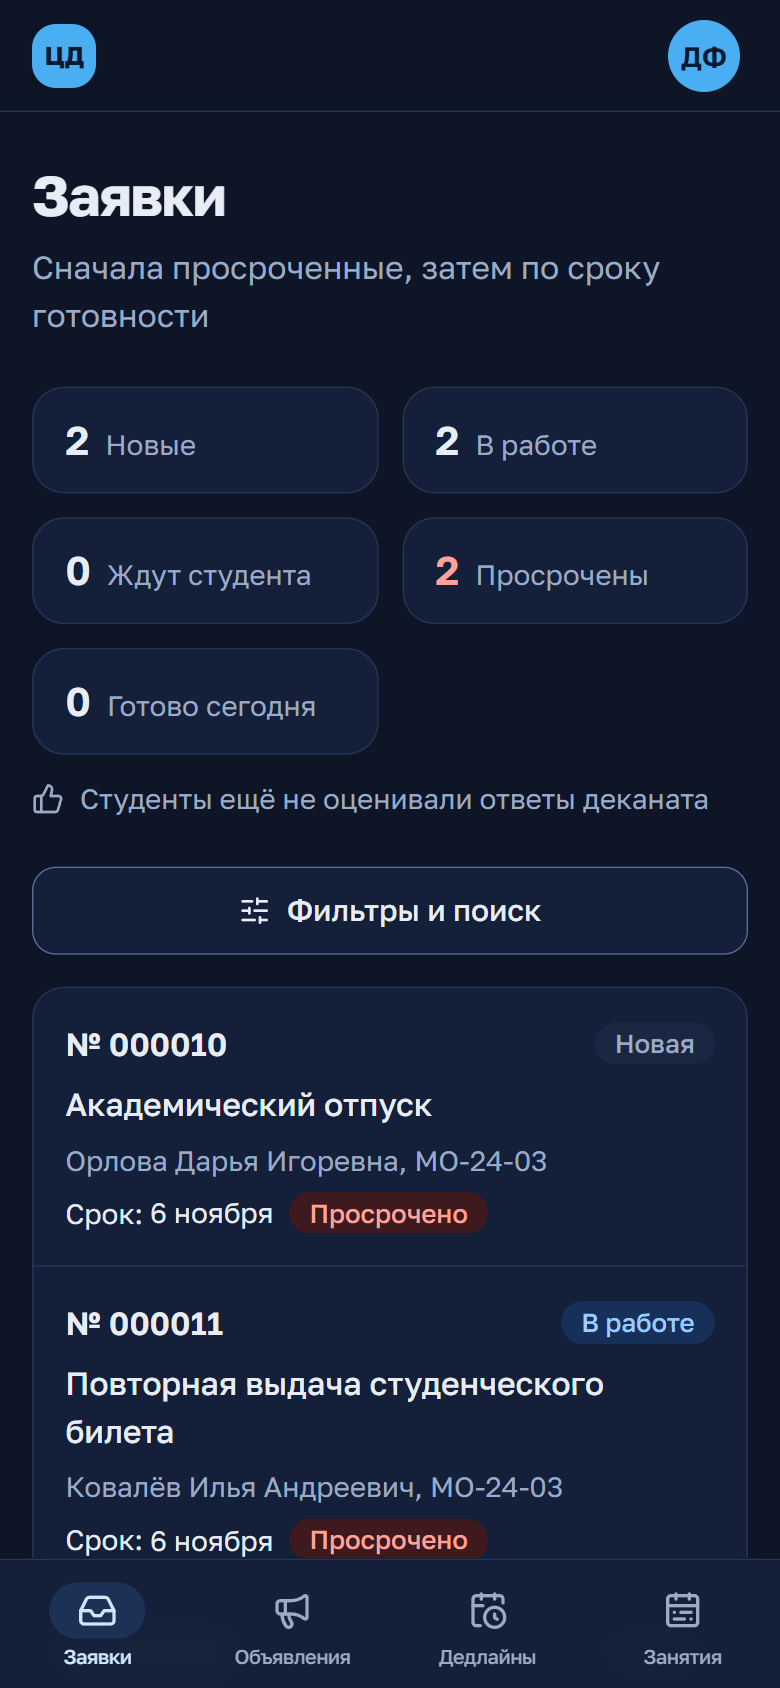 ЦД
ДФ
Заявки
Сначала просроченные, затем по сроку
готовности
2 Новые
2 В работе
0 Ждут студента
2 Просрочены
0 Готово сегодня
Студенты ещё не оценивали ответы деканата
Фильтры и поиск
№ 000010
Новая
Академический отпуск
Орлова Дарья Игоревна, МО-24-03
Срок: 6 ноября
Просрочено
№ 000011
В работе
Повторная выдача студенческого
билета
Ковалёв Илья Андреевич, МО-24-03
Срок: 6 ноября
Просрочено
Заявки
Объявления
Дедлайны
Занятия